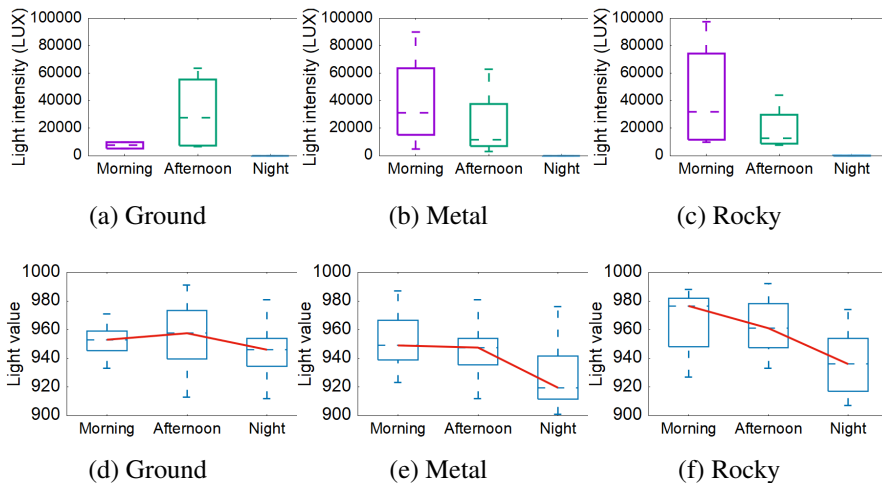 Light intensity (LUX)
100000
80000
60000
40000
20000
0
Morning Afternoon Night
(a) Ground
Light intensity (LUX)
100000
80000
60000
40000
20000
0
Morning Afternoon Night
(b) Metal
Light intensity (LUX)
100000
80000
60000
40000
20000
0
Morning Afternoon Night
(c) Rocky
Light value
1000
980
960
940
920
900
Morning Afternoon Night
(d) Ground
Light value
1000
980
960
940
920
900
Morning Afternoon Night
(e) Metal
Light value
1000
980
960
940
920
900
Morning Afternoon Night
(f) Rocky